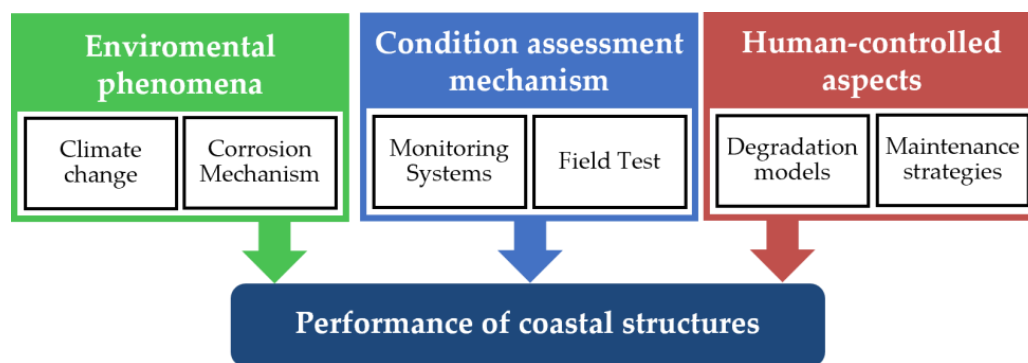 Enviromental
phenomena
Condition assessment
mechanism
Human-controlled
aspects
Climate
change
Corrosion
Mechanism
Monitoring
Systems
Field Test
Degradation
models
Maintenance
strategies
Performance of coastal structures